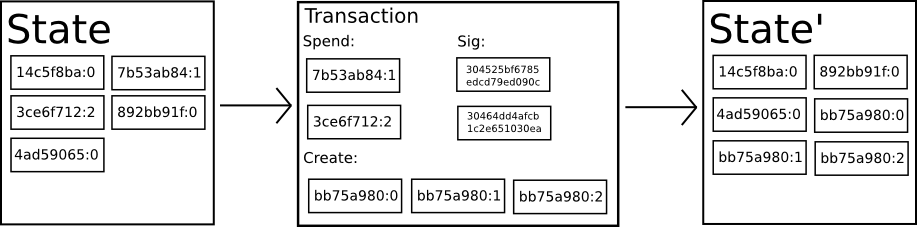 State
14c5f8ba:0 7b53ab84:1
3ce6f712:2 892bb91f:0
4ad59065:0
Transaction
Spend: Sig:
7b53ab84:1
304525bf6785
edcd79ed090c
3ce6f712:2
30464dd4afcb
1c2e651030ea
Create:
bb75a980:0 bb75a980:1 bb75a980:2
State'
14c5f8ba:0 892bb91f:0
4ad59065:0 bb75a980:0
bb75a980:1 bb75a980:2